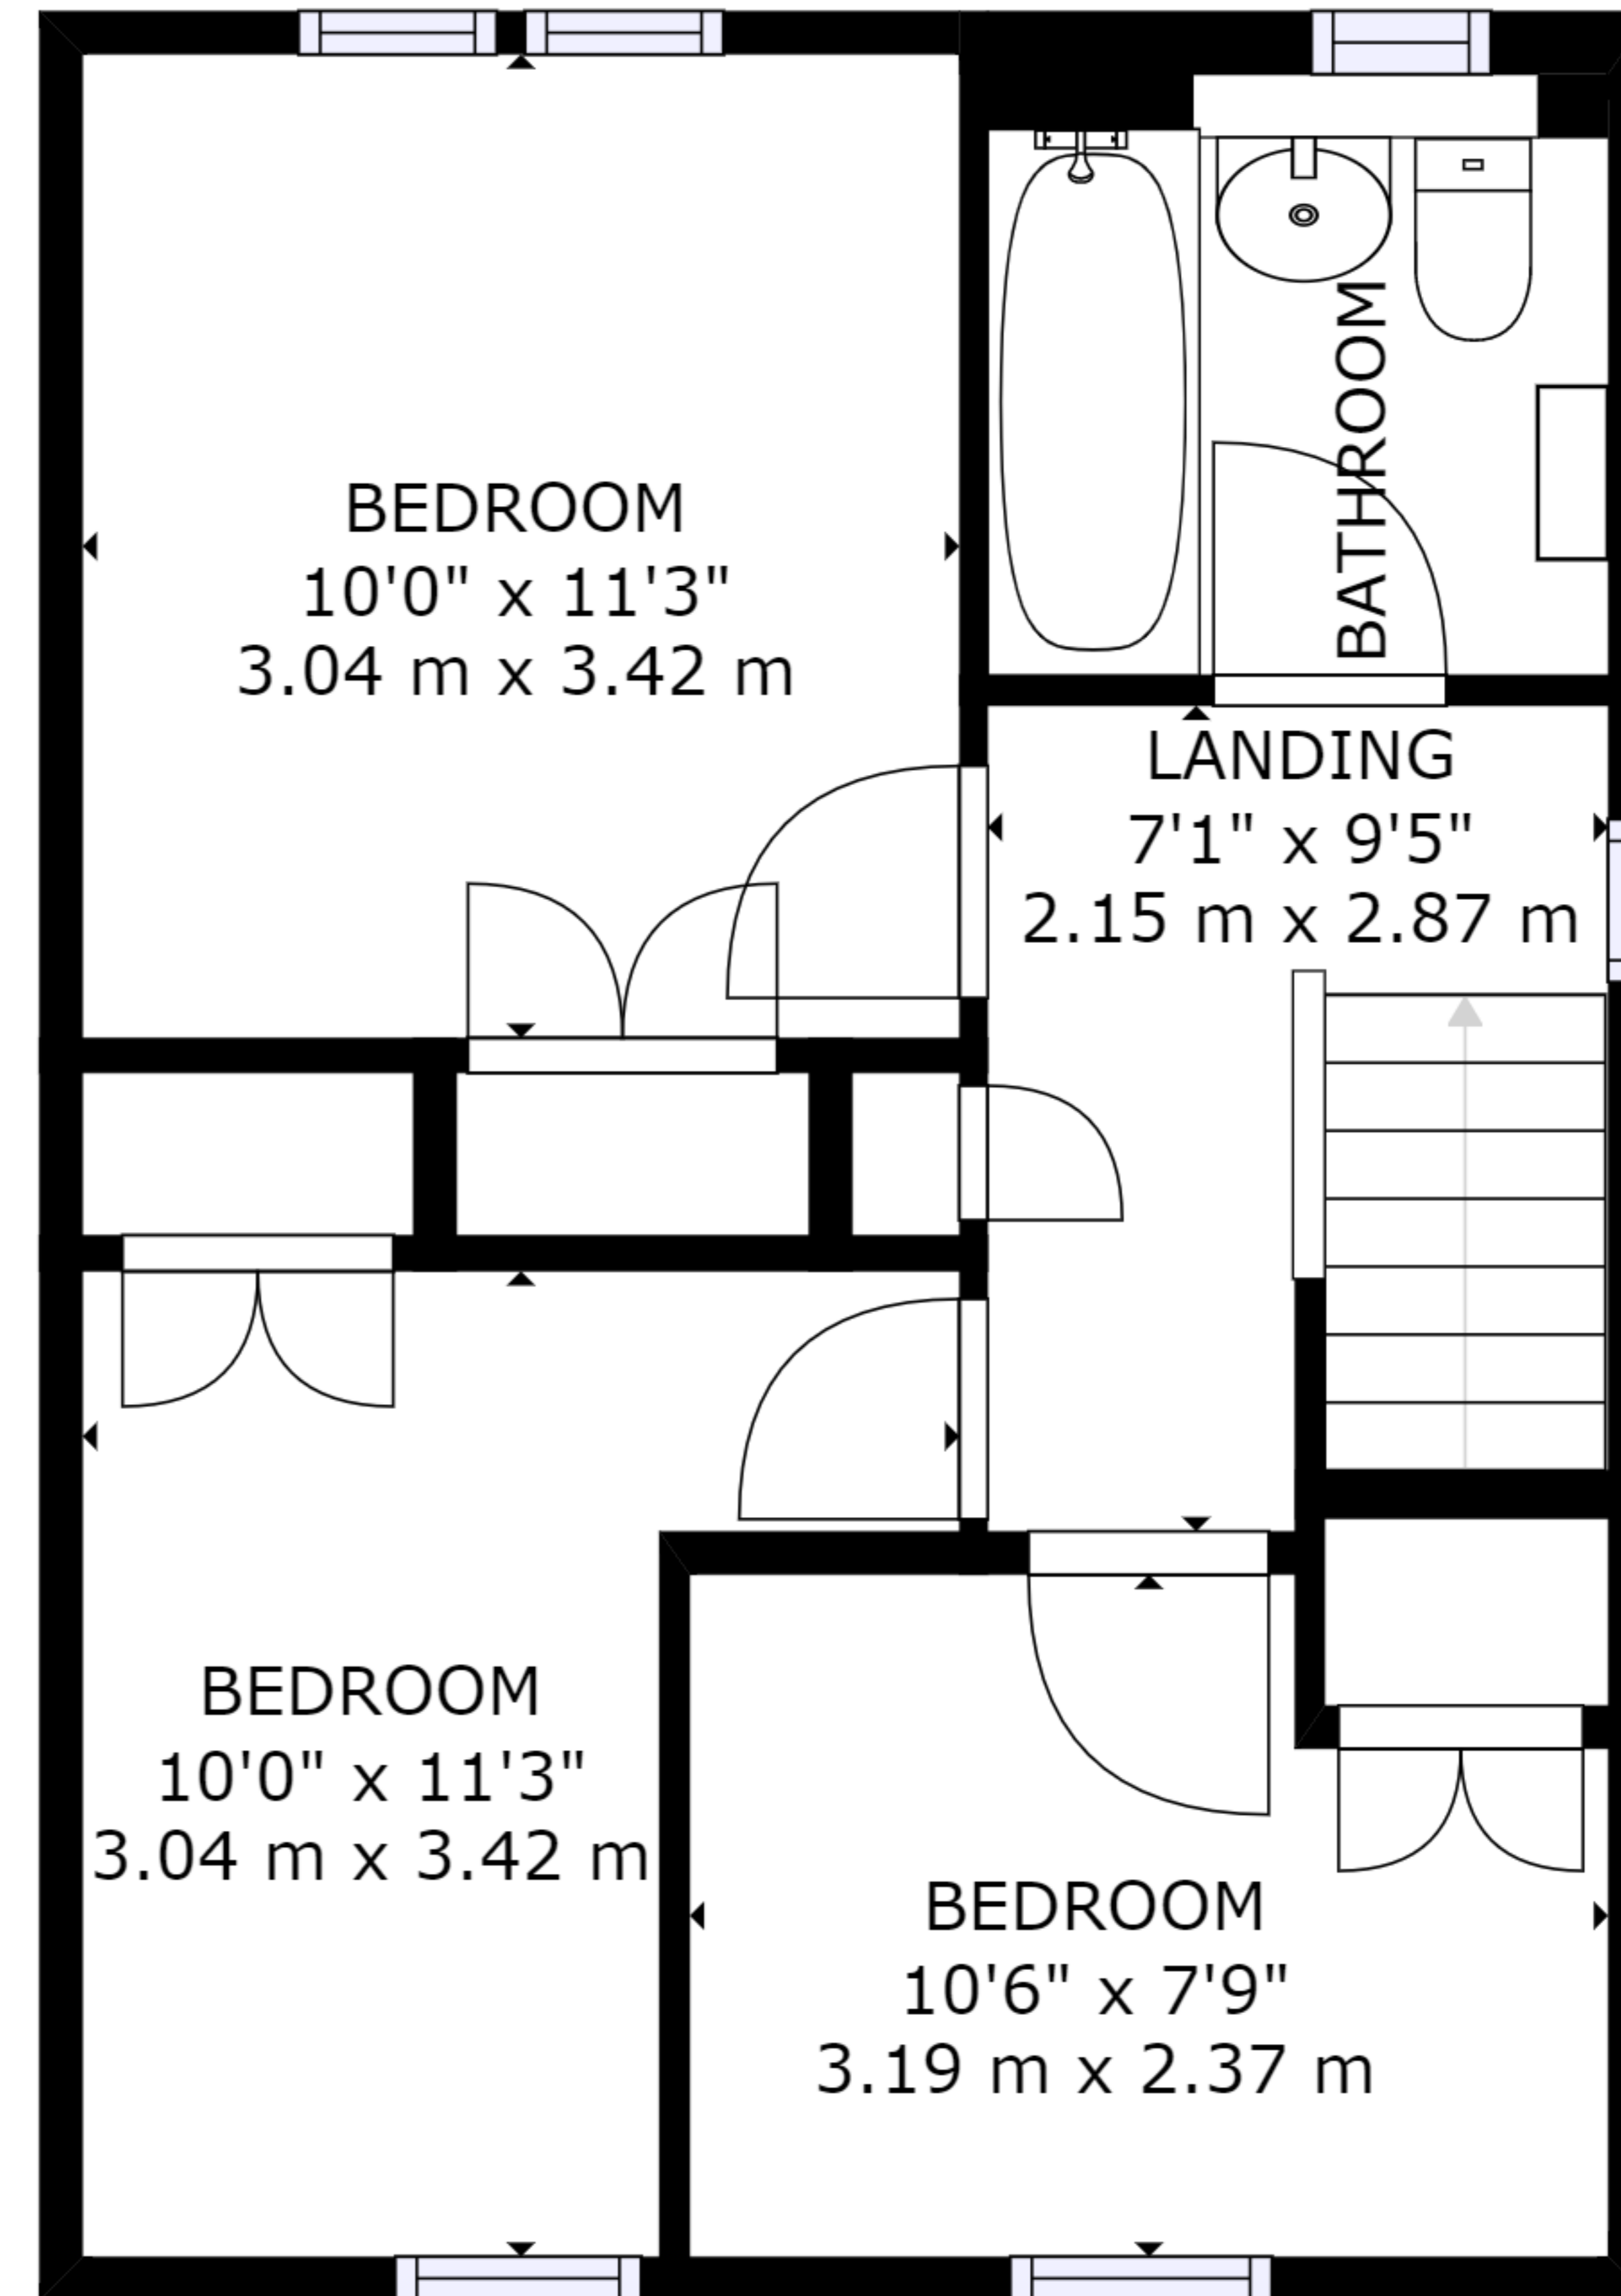 BATHROOM
BEDROOM
10'0" x 11'3"
3.04 m x 3.42 m
LANDING
7'1" x 9'5"
2.15 m x 2.87 m
BEDROOM
10'0" x 11'3"
3.04 m x 3.42 m
BEDROOM
10'6" x 7'9"
3.19 m x 2.37 m